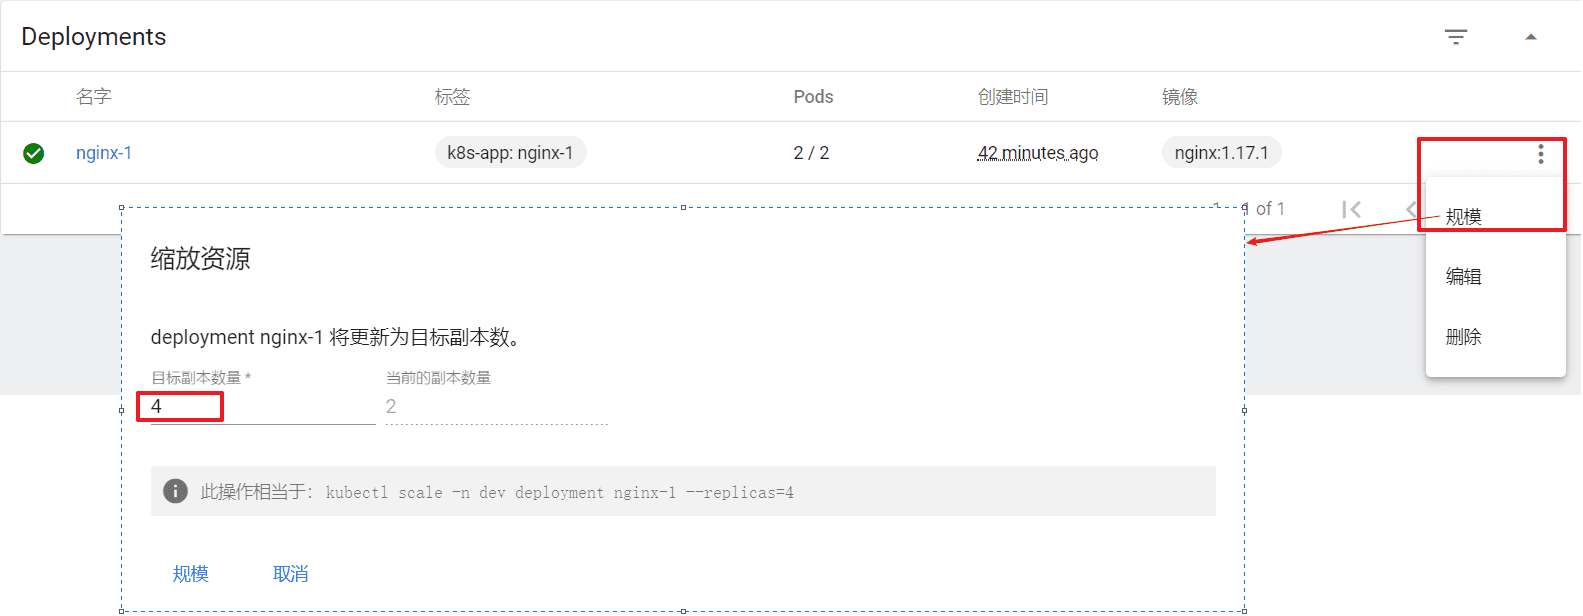 Deployments
名字 标签 Pods 创建时间 镜像
nginx-1 k8s-app: nginx-1 2 / 2 42 minutes ago nginx:1.17.1
1 of 1
规模
编辑
删除
缩放资源
deployment nginx-1 将更新为目标副本数。
目标副本数量 * 当前的副本数量
4 2
此操作相当于: kubectl scale -n dev deployment nginx-1 --replicas=4
规模 取消